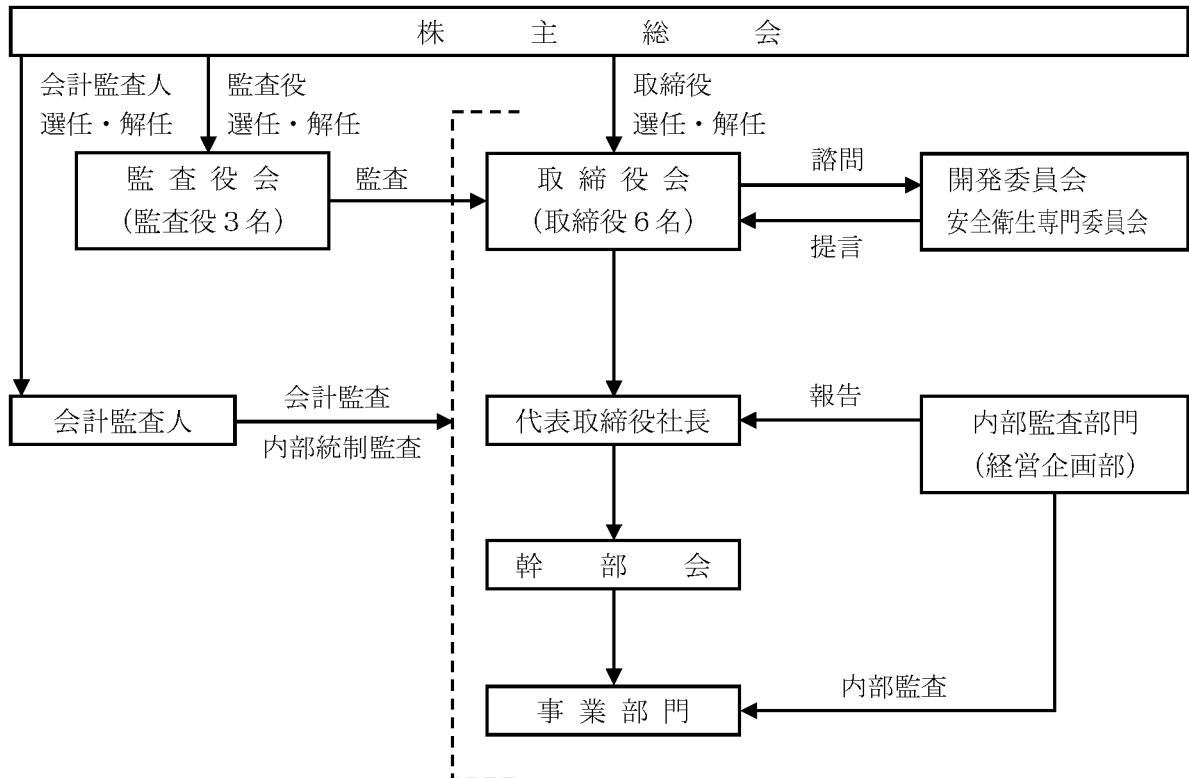 株主総会
会計監査人
選任・解任
監査役
選任・解任
取締役
選任・解任
監査役会
(監査役3名)
監査
取締役会
(取締役6名)
諮問
提言
開発委員会
安全衛生専門委員会
会計監査人
会計監査
内部統制監査
代表取締役社長
報告
内部監査部門
(経営企画部)
幹部会
事業部門
内部監査